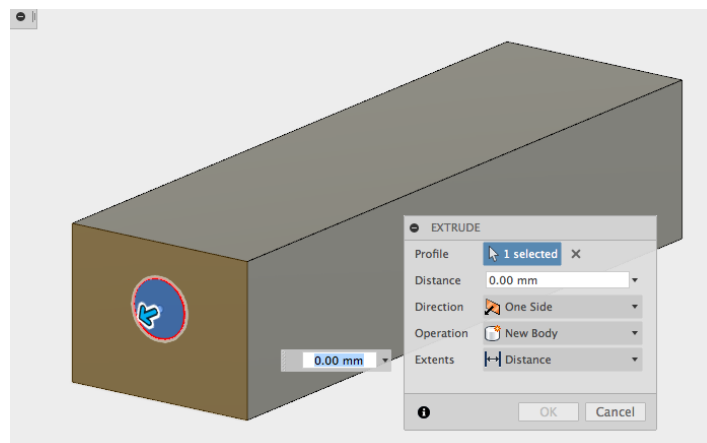 EXTRUDE
Profile 1 selected
Distance 0.00 mm
Direction One Side
Operation New Body
0.00 mm
Extents Distance
OK Cancel